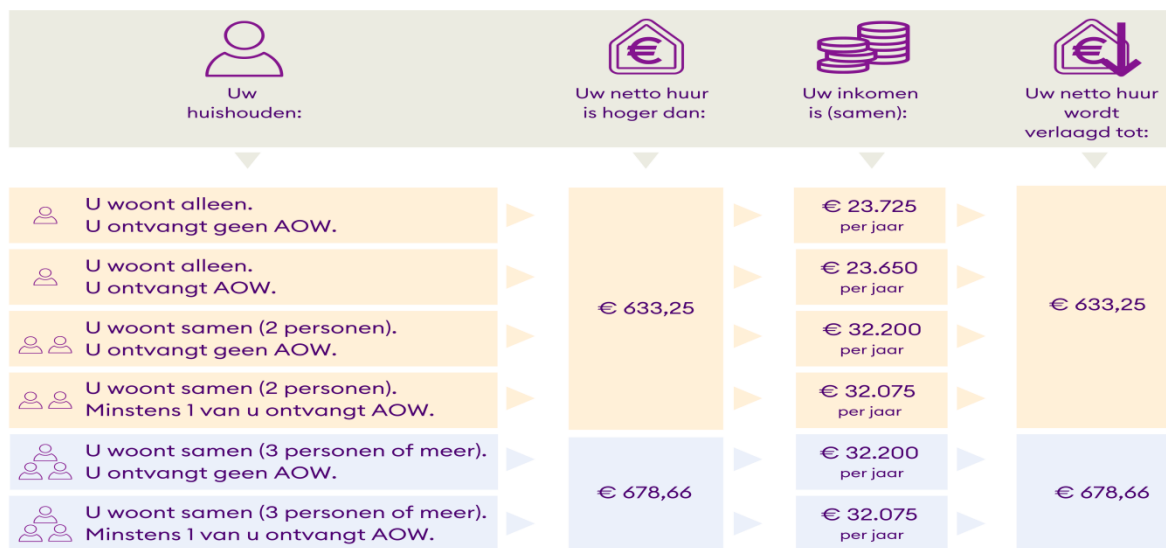 Uw
huishouden:
Uw netto huur
is hoger dan:
Uw inkomen
is (samen):
Uw netto huur
wordt
verlaagd tot:
U woont alleen.
U ontvangt geen AOW.
€ 23.725
per jaar
U woont alleen.
U ontvangt AOW.
€ 23.650
per jaar
€ 633,25
€ 633,25
U woont samen (2 personen).
U ontvangt geen AOW.
€ 32.200
per jaar
U woont samen (2 personen).
Minstens 1 van u ontvangt AOW.
€ 32.075
per jaar
U woont samen (3 personen of meer).
U ontvangt geen AOW.
€ 32.200
per jaar
€ 678,66
€ 678,66
U woont samen (3 personen of meer).
Minstens 1 van u ontvangt AOW.
€ 32.075
per jaar